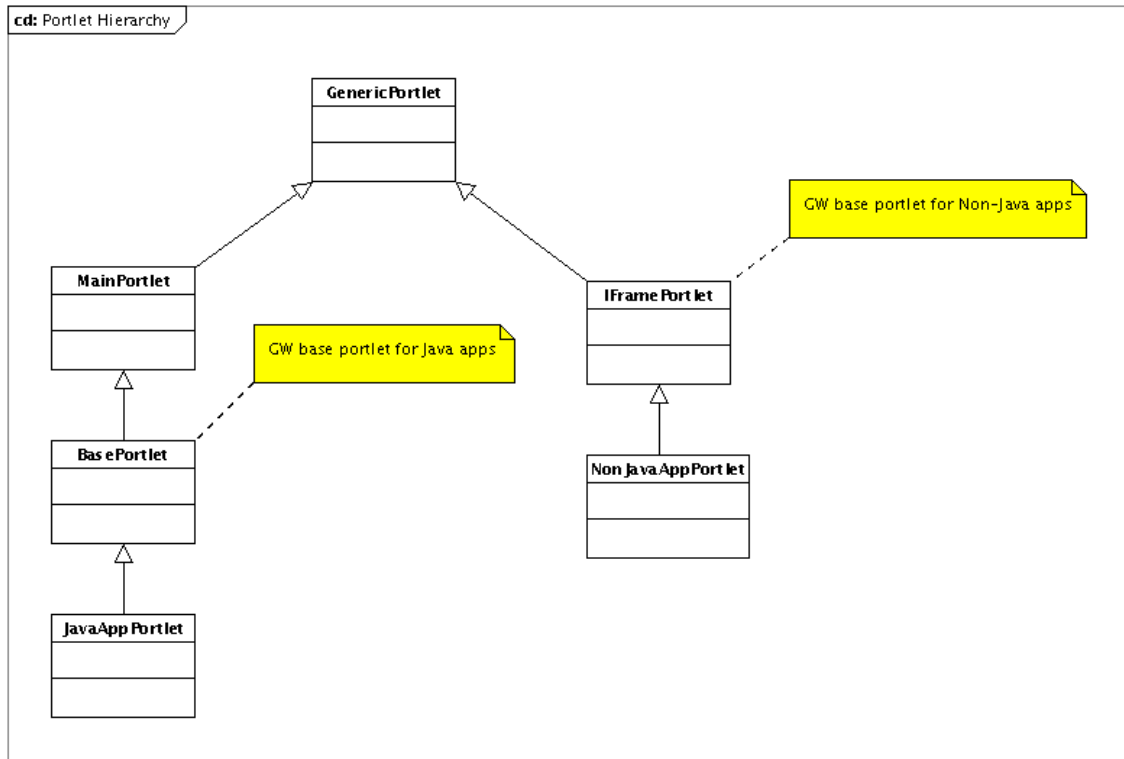 cd: Portlet Hierarchy
GenericPortlet
GW base portlet for Non-Java apps
MainPortlet
IFramePortlet
GW base portlet for Java apps
BasePortlet
NonJavaAppPortlet
JavaAppPortlet